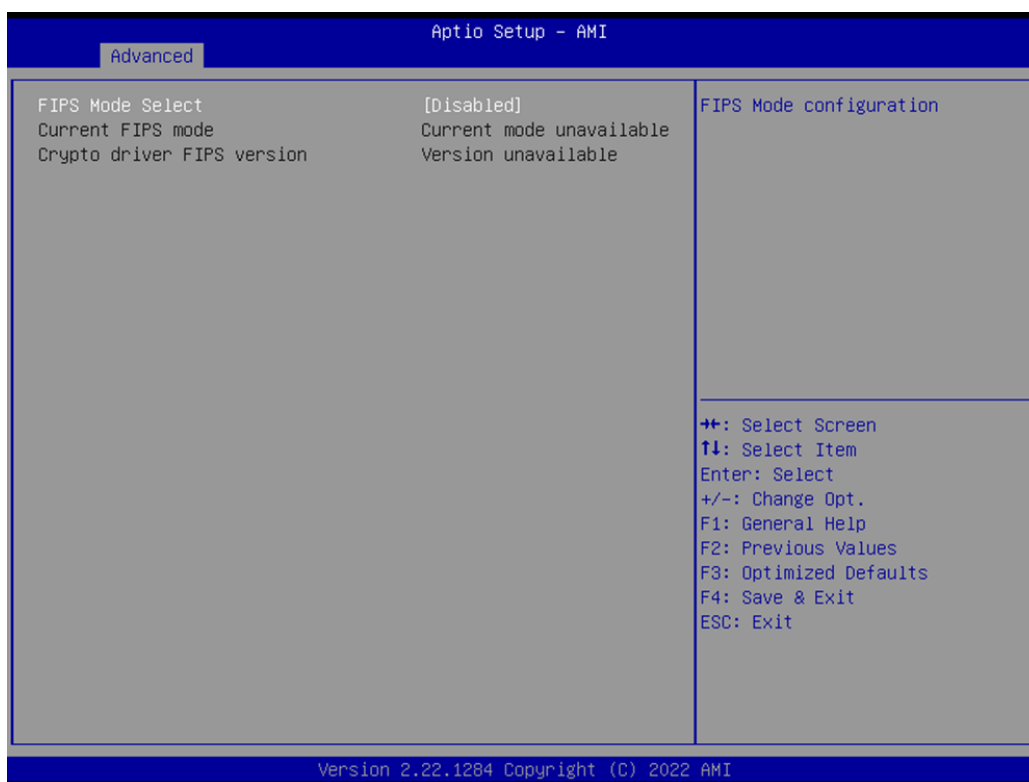 Aptio Setup – AMI
Advanced
FIPS Mode Select [Disabled] FIPS Mode configuration
Current FIPS mode Current mode unavailable
Crypto driver FIPS version Version unavailable
→←: Select Screen
↑↓: Select Item
Enter: Select
+/-: Change Opt.
F1: General Help
F2: Previous Values
F3: Optimized Defaults
F4: Save & Exit
ESC: Exit
Version 2.22.1284 Copyright (C) 2022 AMI